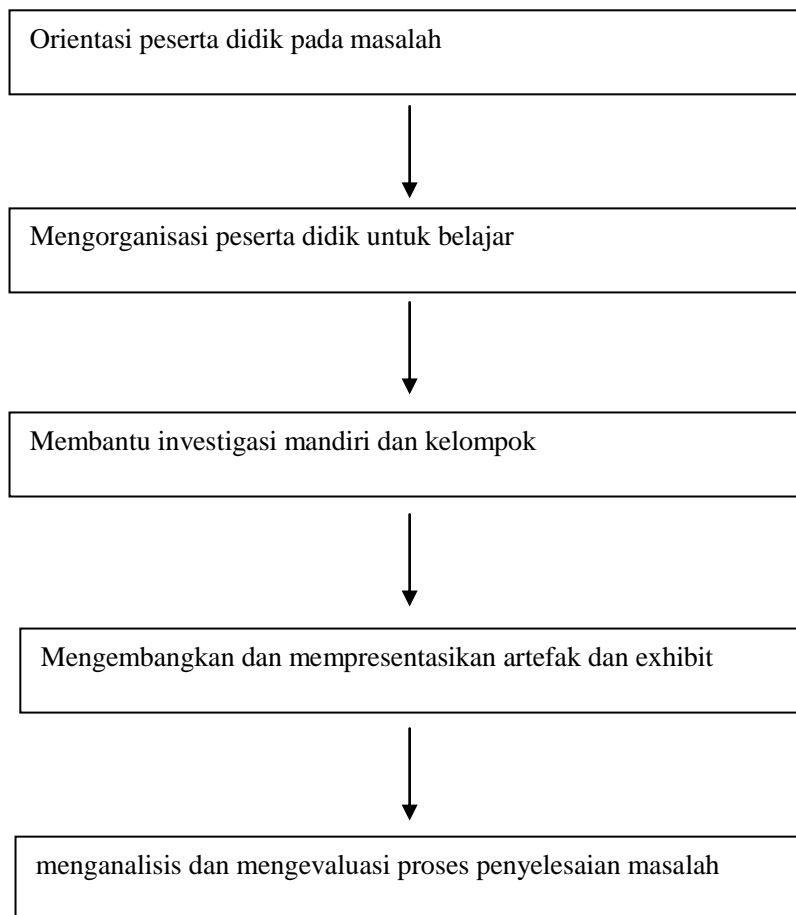 Orientasi peserta didik pada masalah
Mengorganisasi peserta didik untuk belajar
Membantu investigasi mandiri dan kelompok
Mengembangkan dan mempresentasikan artefak dan exhibit
menganalisis dan mengevaluasi proses penyelesaian masalah